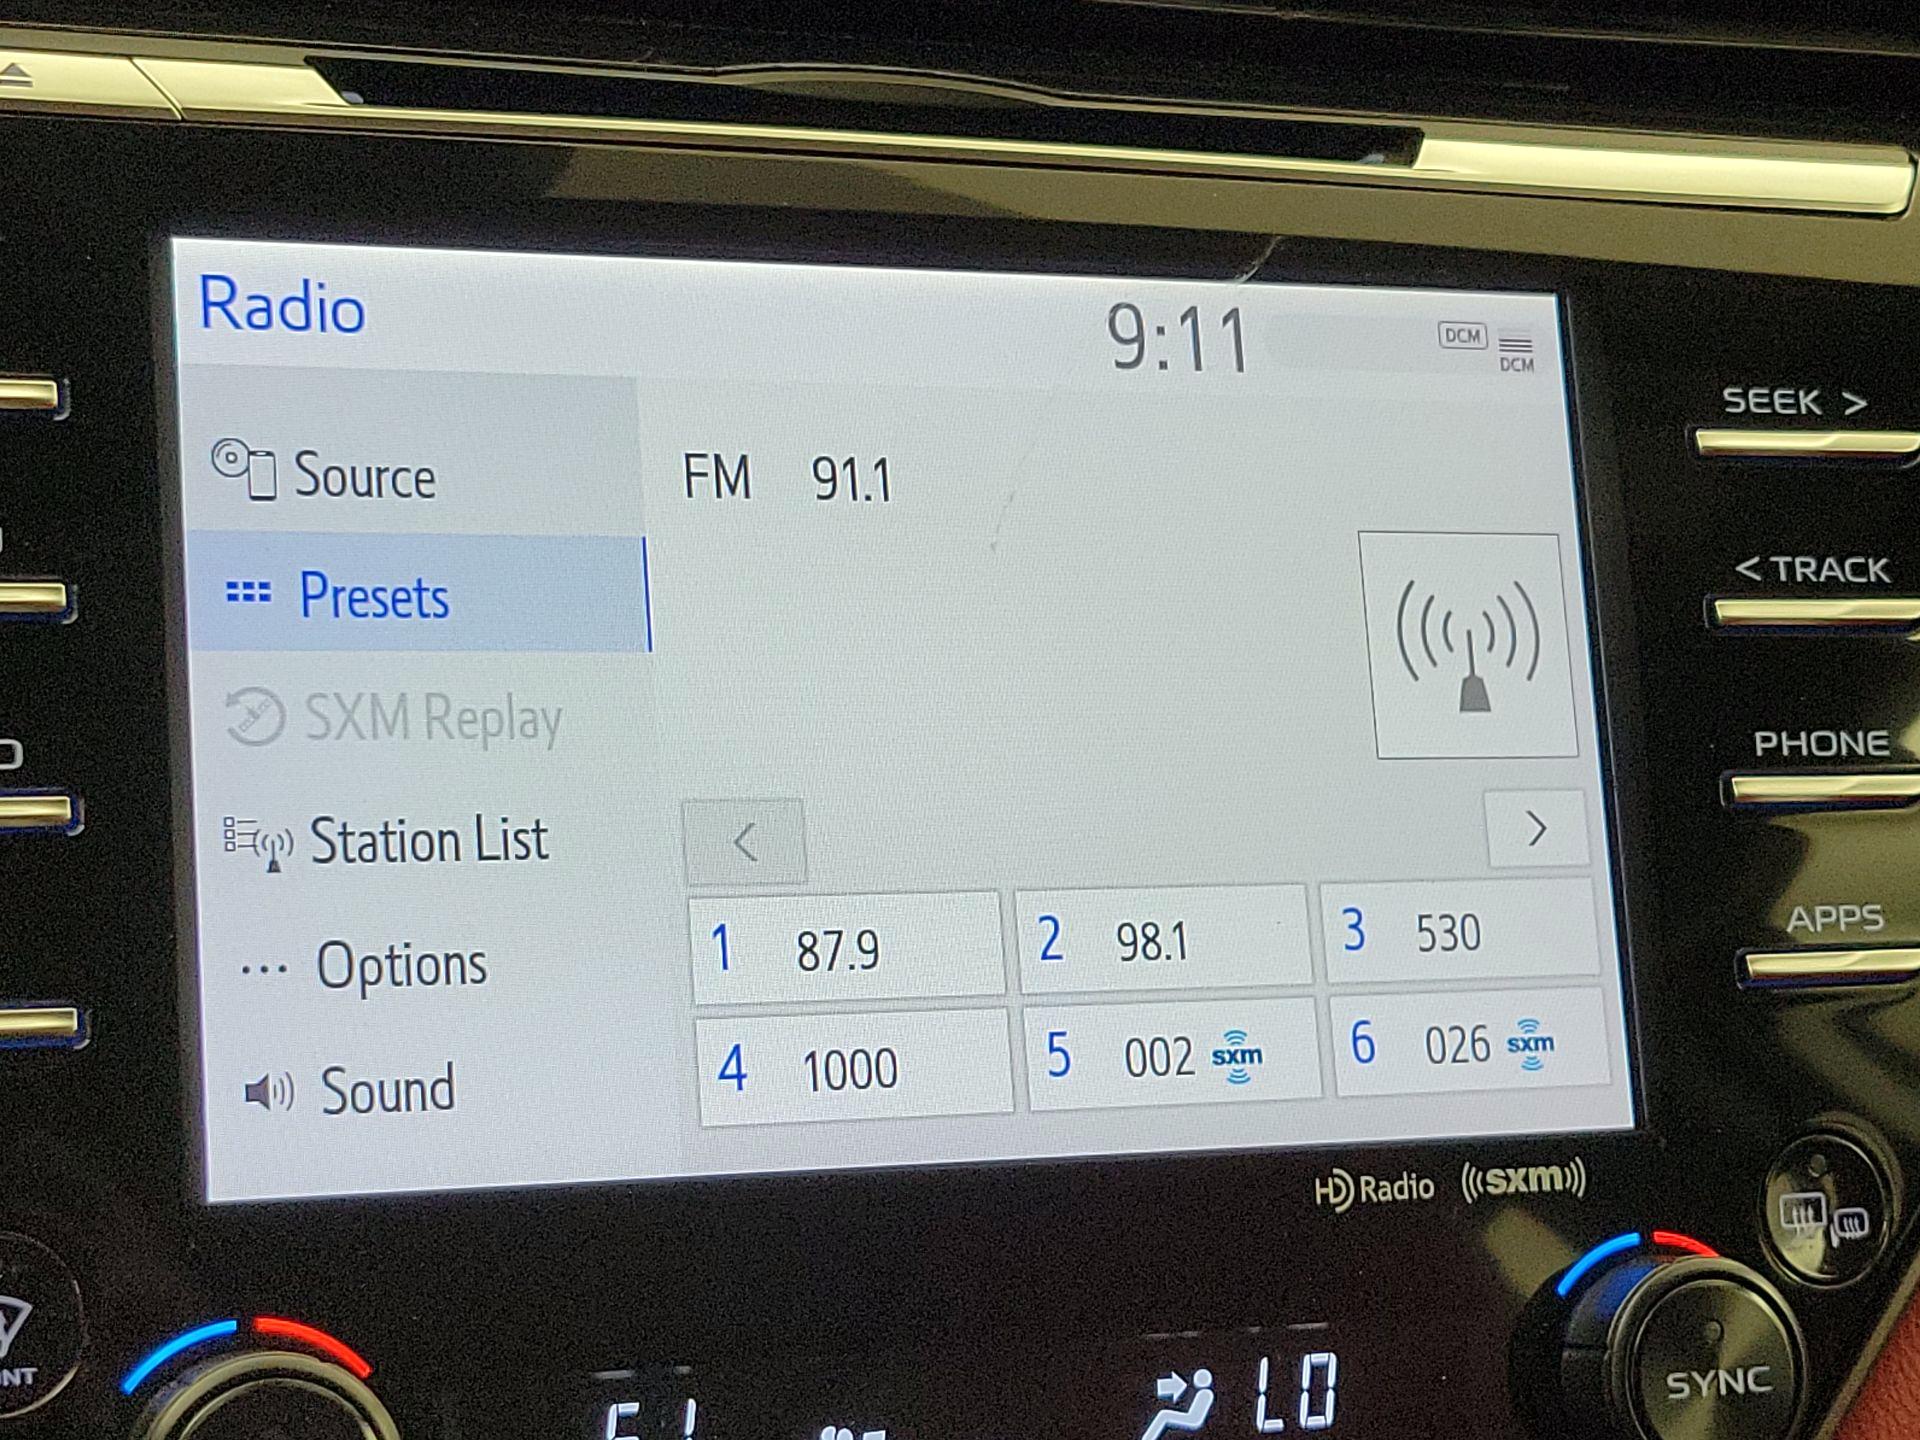 Radio 9:11 DCM
DCM
SEEK >
Source FM 91.1
Presets
< TRACK
SXM Replay
PHONE
Station List < >
APPS
1 87.9 2 98.1 3 530
Options
4 1000 5 002 sxm 6 026 sxm
Sound
HD Radio ((sxm))
LO
SYNC